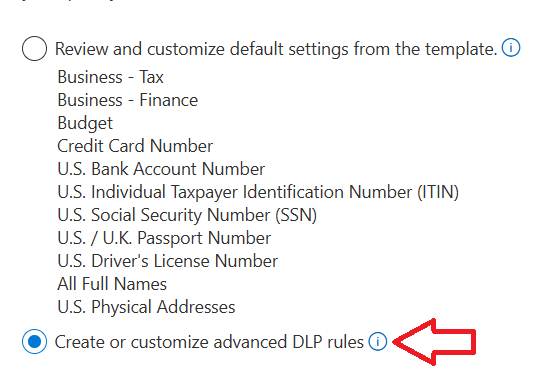 Review and customize default settings from the template.
Business - Tax
Business - Finance
Budget
Credit Card Number
U.S. Bank Account Number
U.S. Individual Taxpayer Identification Number (ITIN)
U.S. Social Security Number (SSN)
U.S. / U.K. Passport Number
U.S. Driver's License Number
All Full Names
U.S. Physical Addresses
Create or customize advanced DLP rules